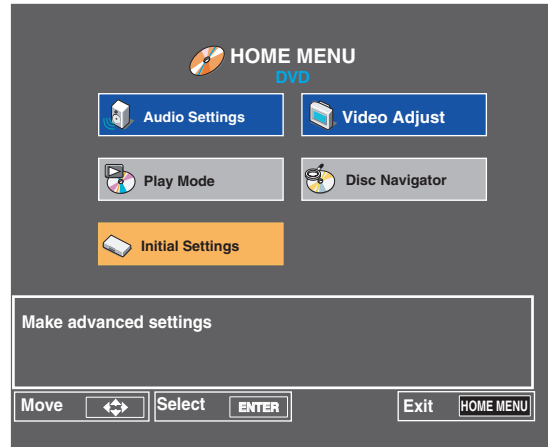 HOME MENU
DVD
Audio Settings
Video Adjust
Play Mode
Disc Navigator
Initial Settings
Make advanced settings
Move
Select ENTER
Exit HOME MENU